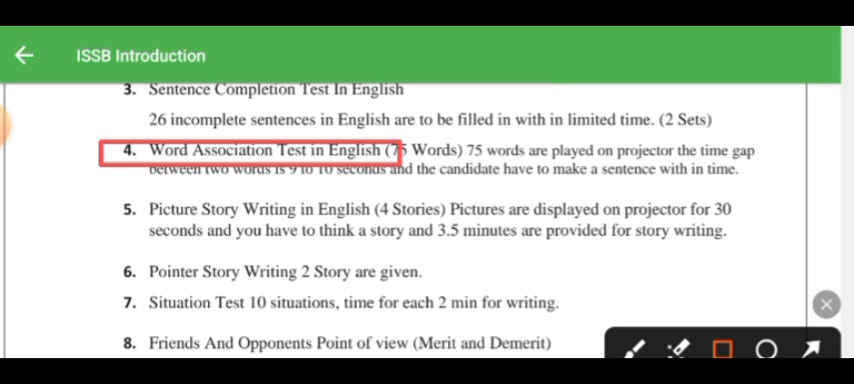 ISSB Introduction
3. Sentence Completion Test In English
26 incomplete sentences in English are to be filled in with in limited time. (2 Sets)
4. Word Association Test in English (75 Words) 75 words are played on projector the time gap
between two words is 9 to 10 seconds and the candidate have to make a sentence with in time.
5. Picture Story Writing in English (4 Stories) Pictures are displayed on projector for 30
seconds and you have to think a story and 3.5 minutes are provided for story writing.
6. Pointer Story Writing 2 Story are given.
7. Situation Test 10 situations, time for each 2 min for writing.
8. Friends And Opponents Point of view (Merit and Demerit)